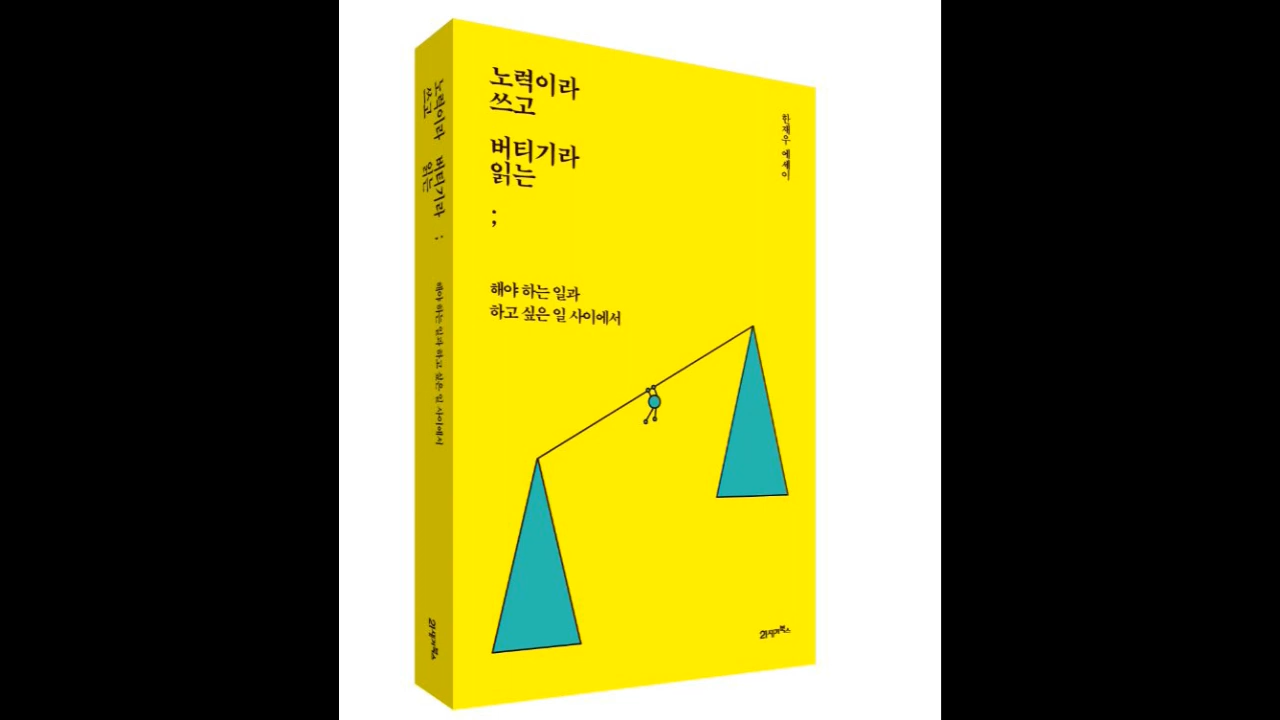 노력이라
쓰고
버티기라
읽는
;
해야 하는 일과
하고 싶은 일 사이에서
한재우 에세이
21세기북스
노력이라
쓰고
버티기라
읽는
;
해야 하는 일과 하고 싶은 일 사이에서
21세기북스